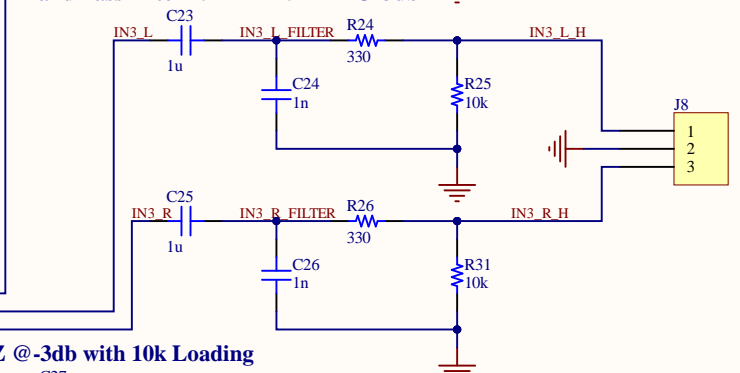 C23
IN3_L
IN3_L_FILTER
R24
IN3_L_H
1u
330
C24
1n
R25
10k
J8
1
2
3
C25
IN3_R
IN3_R_FILTER
R26
IN3_R_H
1u
330
C26
1n
R31
10k
@-3db with 10k Loading